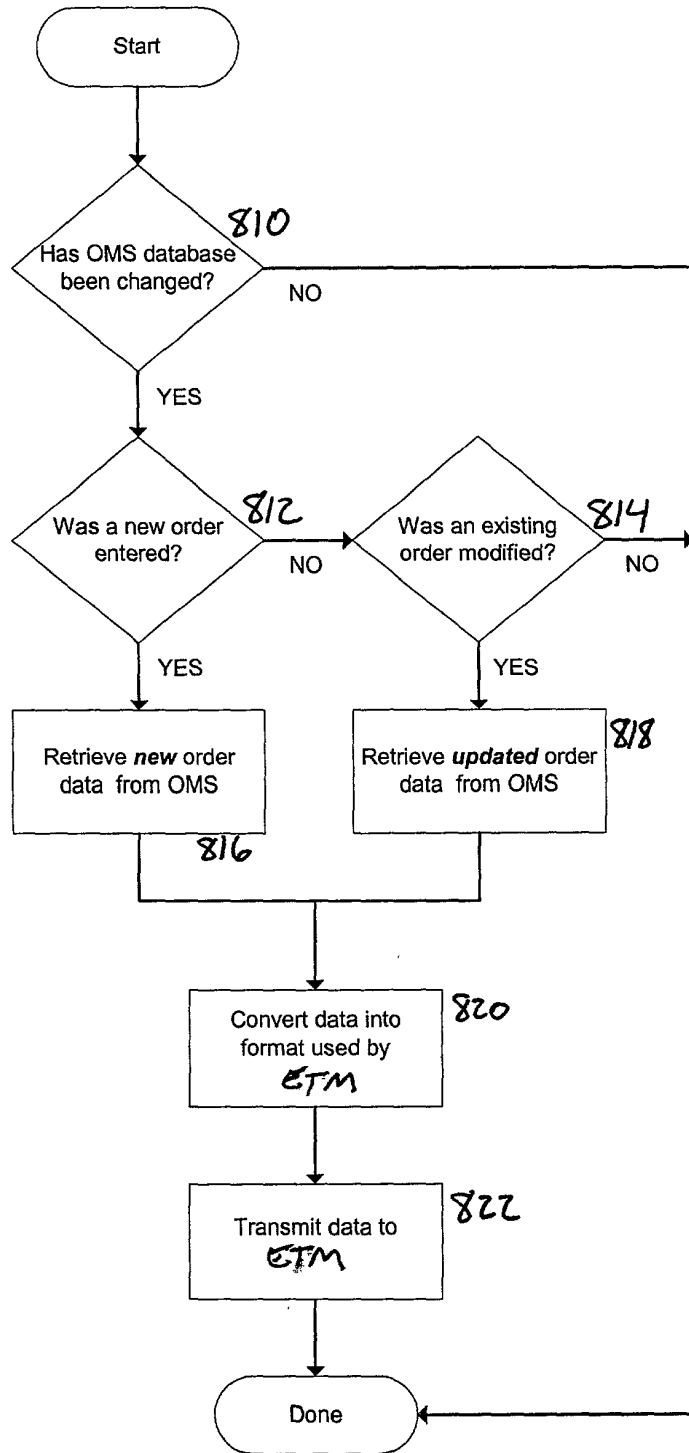 Start
810
Has OMS database
been changed?
NO
YES
812
Was a new order
entered?
NO
814
Was an existing
order modified?
NO
YES
YES
Retrieve new order
data from OMS
816
818
Retrieve updated order
data from OMS
820
Convert data into
format used by
ETM
822
Transmit data to
ETM
Done